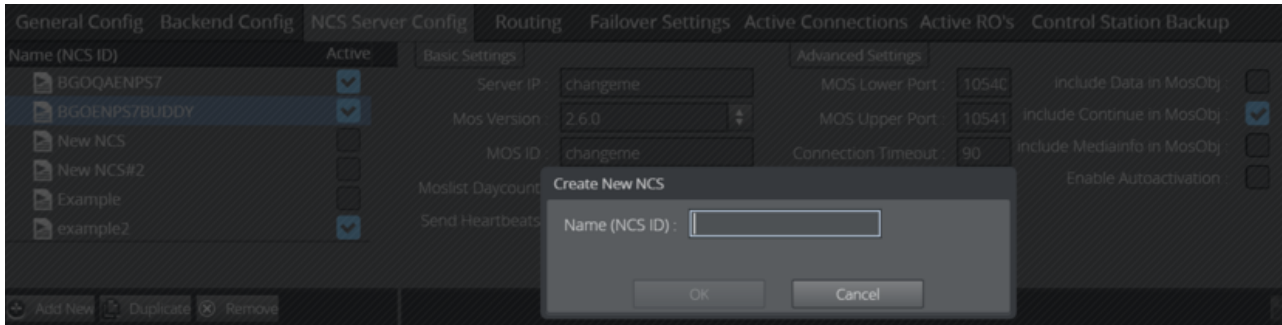 General Config Backend Config NCS Server Config Routing Failover Settings Active Connections Active RO's Control Station Backup
Name (NCS ID) Active
BGOQAENPS7
BGOENPS7BUDDY
New NCS
New NCS#2
Example
example2
Add New Duplicate Remove
Basic Settings
Server IP : changeme
Mos Version : 2.6.0
MOS ID : changeme
Moslist Daycount
Send Heartbeats
Advanced Settings
MOS Lower Port : 1054
MOS Upper Port : 10541
Connection Timeout : 90
include Data in MosObj :
include Continue in MosObj :
include Mediainfo in MosObj :
Enable Autoactivation :
Create New NCS
Name (NCS ID) :
OK Cancel